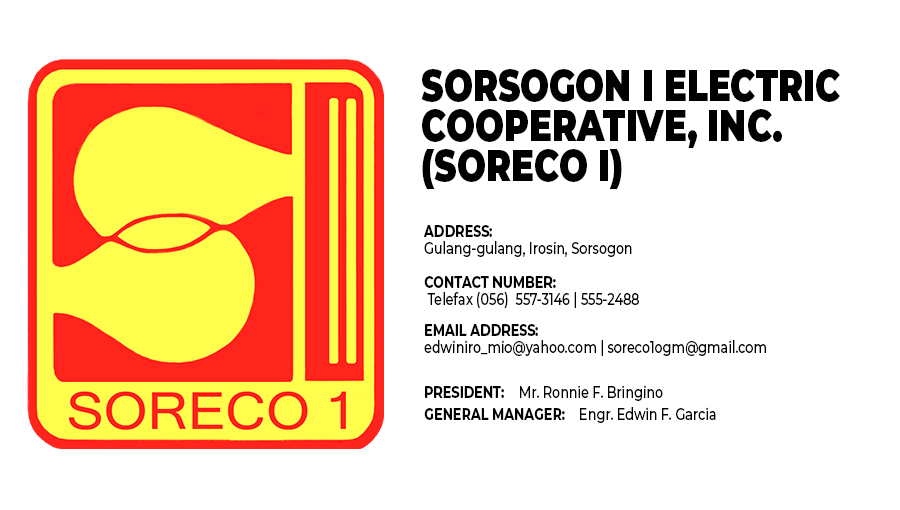 SORSOGON I ELECTRIC
COOPERATIVE, INC.
(SORECO I)
ADDRESS:
Gulang-gulang, Irosin, Sorsogon
CONTACT NUMBER:
Telefax (056) 557-3146 | 555-2488
EMAIL ADDRESS:
edwiniro_mio@yahoo.com | soreco1ogm@gmail.com
PRESIDENT: Mr. Ronnie F. Bringino
GENERAL MANAGER: Engr. Edwin F. Garcia
SORECO 1